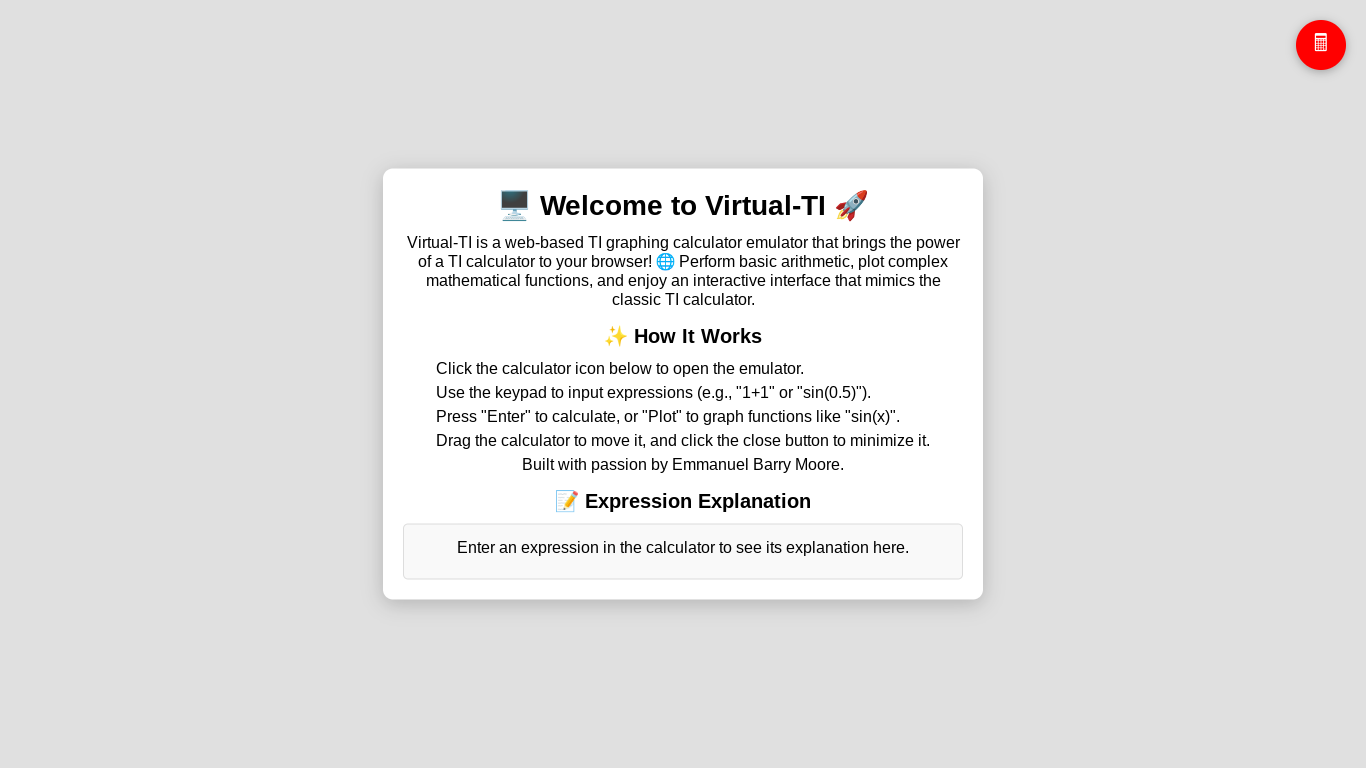 🖥️ Welcome to Virtual-TI 🚀
Virtual-TI is a web-based TI graphing calculator emulator that brings the power
of a TI calculator to your browser! 🌐 Perform basic arithmetic, plot complex
mathematical functions, and enjoy an interactive interface that mimics the
classic TI calculator.
✨ How It Works
Click the calculator icon below to open the emulator.
Use the keypad to input expressions (e.g., "1+1" or "sin(0.5)").
Press "Enter" to calculate, or "Plot" to graph functions like "sin(x)".
Drag the calculator to move it, and click the close button to minimize it.
Built with passion by Emmanuel Barry Moore.
📝 Expression Explanation
Enter an expression in the calculator to see its explanation here.